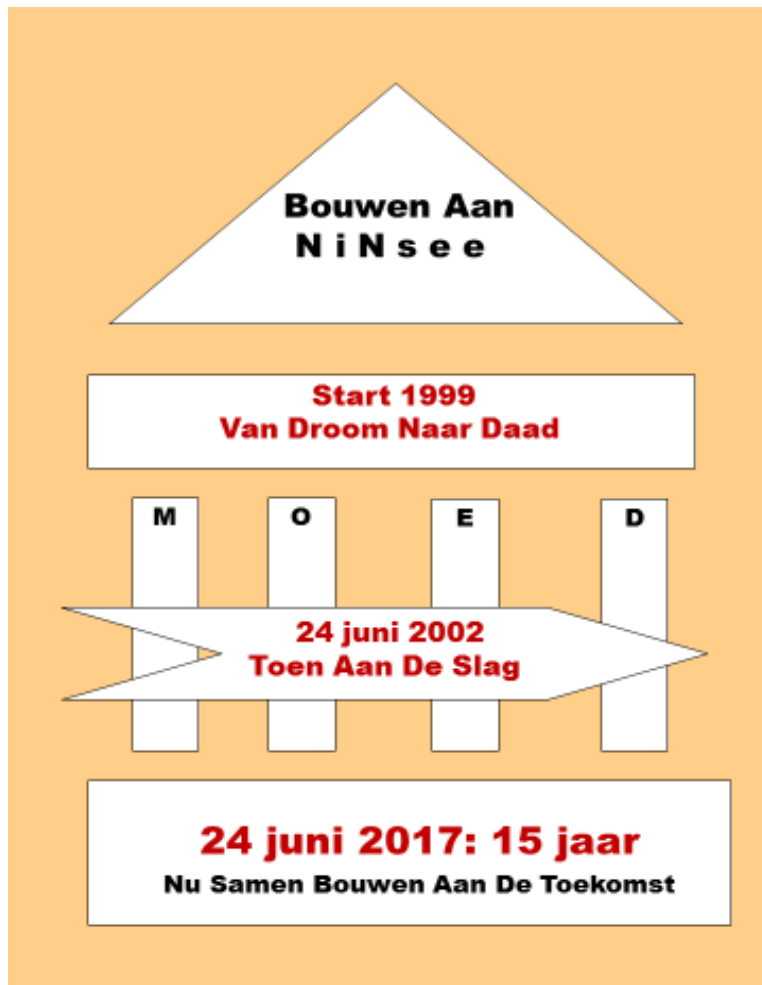 Bouwen Aan
N i N s e e
Start 1999
Van Droom Naar Daad
M O E D
24 juni 2002
Toen Aan De Slag
24 juni 2017: 15 jaar
Nu Samen Bouwen Aan De Toekomst